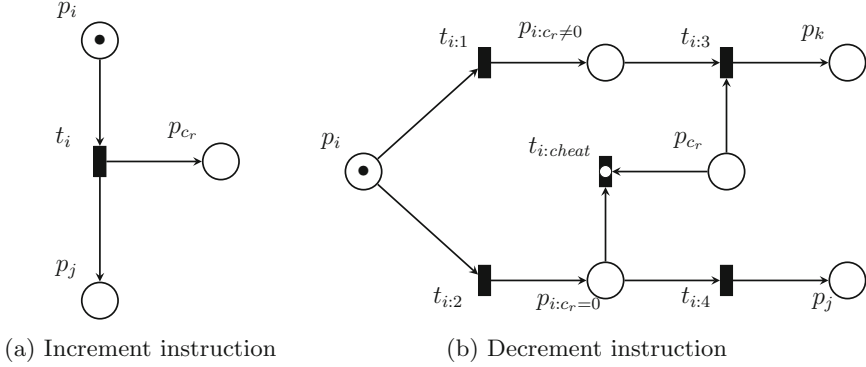 p_i
t_i
p_{c_r}
p_j
(a) Increment instruction
t_{i:1}
p_{i:c_r≠0}
t_{i:3}
p_k
p_i
t_{i:cheat}
p_{c_r}
t_{i:2}
p_{i:c_r=0}
t_{i:4}
p_j
(b) Decrement instruction